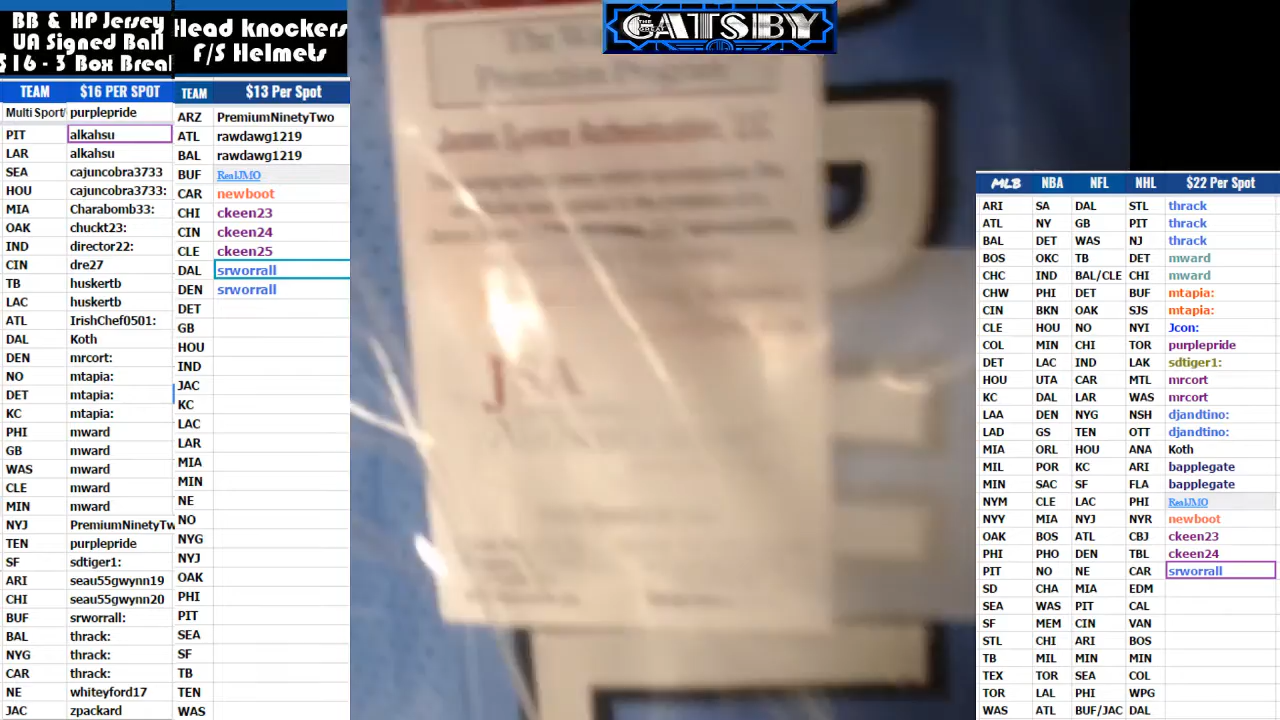 BB & HP Jersey
UA Signed Ball
$16 - 3 Box Break
TEAM $16 PER SPOT
Multi Sport/ purplepride
PIT alkahsu
LAR alkahsu
SEA cajuncobra3733
HOU cajuncobra3733:
MIA Charabomb33:
OAK chuckt23:
IND director22:
CIN dre27
TB huskertb
LAC huskertb
ATL IrishChef0501:
DAL Koth
DEN mrcort:
NO mtapia:
DET mtapia:
KC mtapia:
PHI mward
GB mward
WAS mward
CLE mward
MIN mward
NYJ PremiumNinetyTw
TEN purplepride
SF sdtiger1:
ARI seau55gwynn19
CHI seau55gwynn20
BUF srworrall:
BAL thrack:
NYG thrack:
CAR thrack:
NE whiteyford17
JAC zpackard
Head knockers
F/S Helmets
TEAM $13 Per Spot
ARZ PremiumNinetyTwo
ATL rawdawg1219
BAL rawdawg1219
BUF RealJMO
CAR newboot
CHI ckeen23
CIN ckeen24
CLE ckeen25
DAL srworrall
DEN srworrall
DET
GB
HOU
IND
JAC
KC
LAC
LAR
MIA
MIN
NE
NO
NYG
NYJ
OAK
PHI
PIT
SEA
SF
TB
TEN
WAS
THE GATSBY
Protection Program
JSA
MLB NBA NFL NHL $22 Per Spot
ARI SA DAL STL thrack
ATL NY GB PIT thrack
BAL DET WAS NJ thrack
BOS OKC TB DET mward
CHC IND BAL/CLE CHI mward
CHW PHI DET BUF mtapia:
CIN BKN OAK SJS mtapia:
CLE HOU NO NYI Jcon:
COL MIN CHI TOR purplepride
DET LAC IND LAK sdtiger1:
HOU UTA CAR MTL mrcort
KC DAL LAR WAS mrcort
LAA DEN NYG NSH djandtino:
LAD GS TEN OTT djandtino:
MIA ORL HOU ANA Koth
MIL POR KC ARI bapplegate
MIN SAC SF FLA bapplegate
NYM CLE LAC PHI RealJMO
NYY MIA NYJ NYR newboot
OAK BOS ATL CBJ ckeen23
PHI PHO DEN TBL ckeen24
PIT NO NE CAR srworrall
SD CHA MIA EDM
SEA WAS PIT CAL
SF MEM CIN VAN
STL CHI ARI BOS
TB MIL MIN MIN
TEX TOR SEA COL
TOR LAL PHI WPG
WAS ATL BUF/JAC DAL